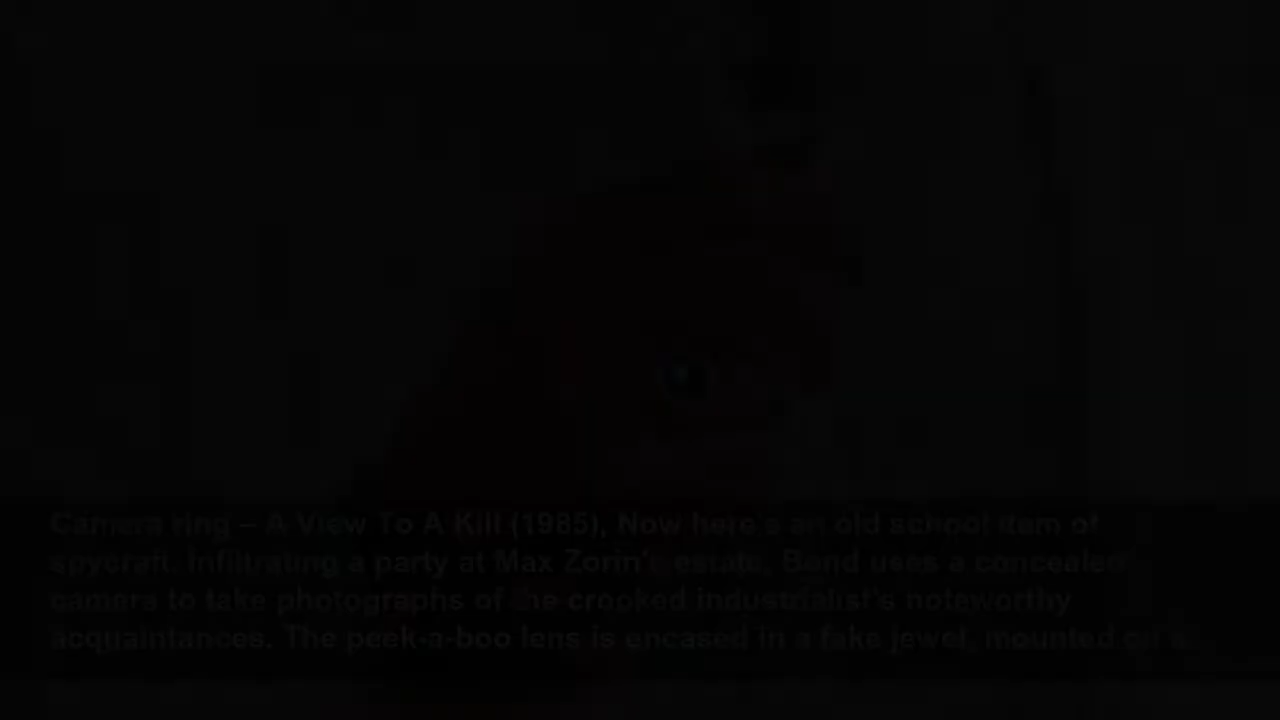 Camera ring – A View To A Kill (1985), Now here's an old school item of
spycraft. Infiltrating a party at Max Zorin's estate, Bond uses a concealed
camera to take photographs of the crooked industrialist's noteworthy
acquaintances. The peek-a-boo lens is encased in a fake jewel, mounted on a